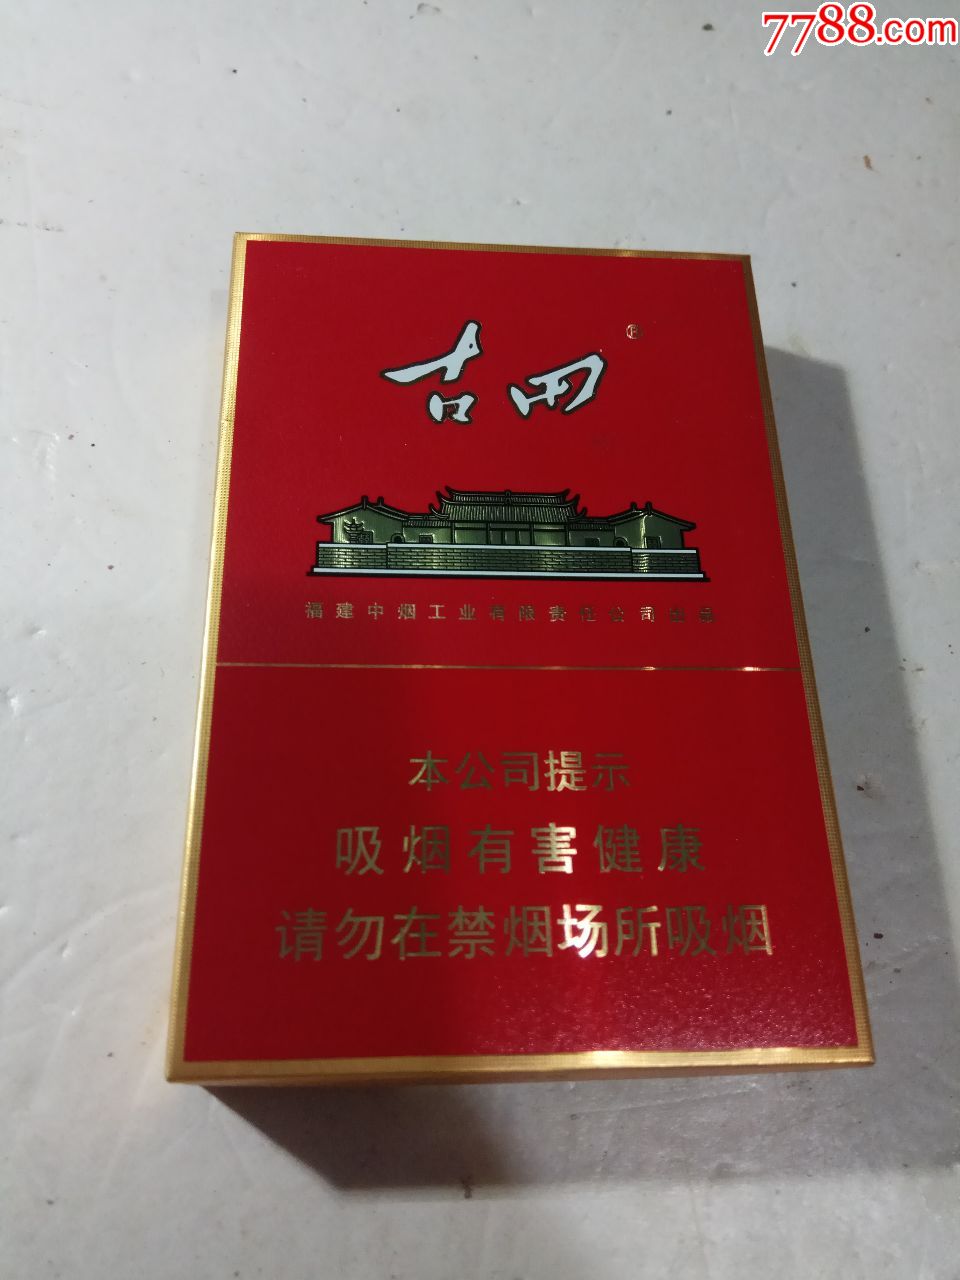 7788.com
古田
®
福建中烟工业有限责任公司出品
本公司提示
吸烟有害健康
请勿在禁烟场所吸烟